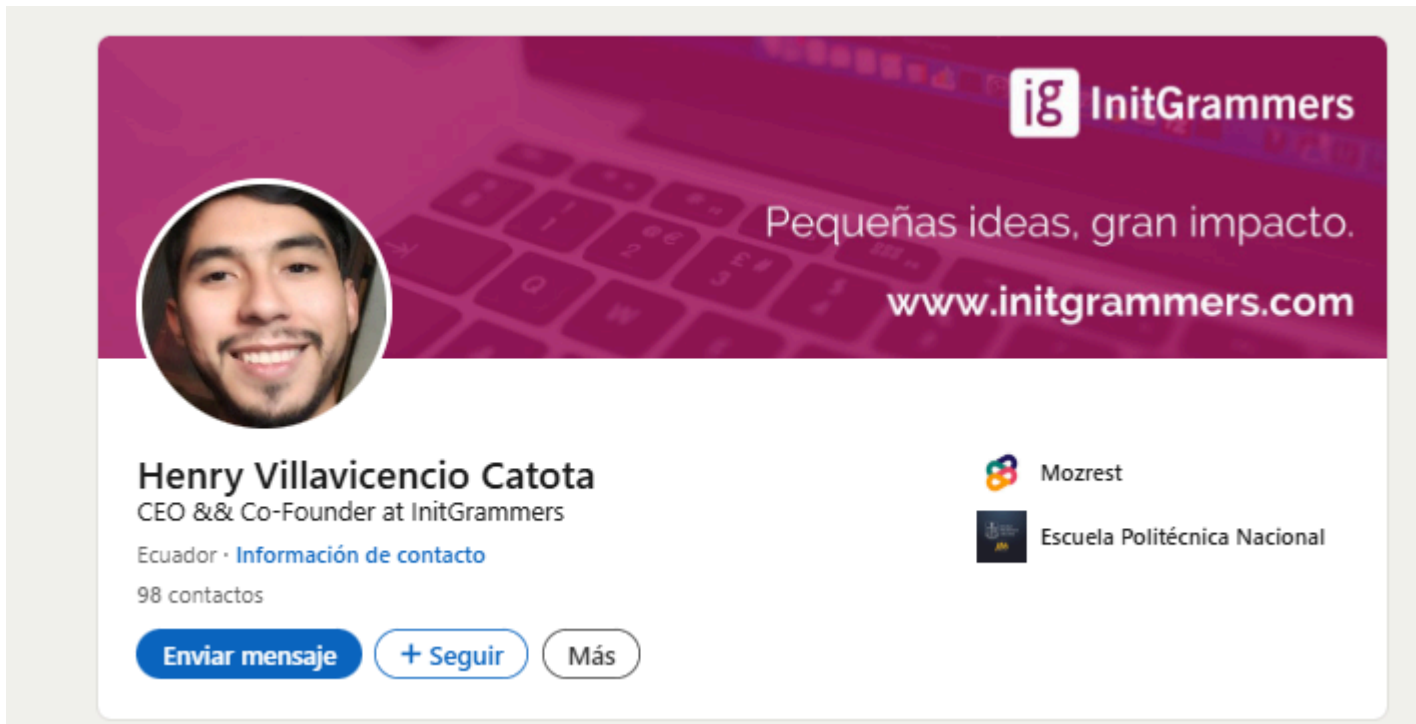 ig InitGrammers
Pequeñas ideas, gran impacto.
www.initgrammers.com
Henry Villavicencio Catota
CEO && Co-Founder at InitGrammers
Ecuador · Información de contacto
98 contactos
Enviar mensaje
+ Seguir
Más
Mozrest
Escuela Politécnica Nacional